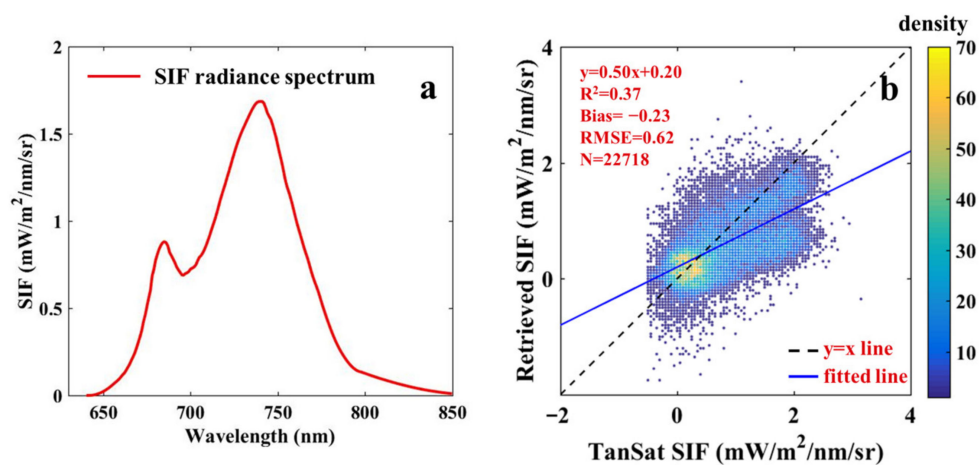 SIF radiance spectrum
a
SIF (mW/m²/nm/sr)
2
1.5
1
0.5
0
650
700
750
800
850
Wavelength (nm)
density
y=0.50x+0.20
R²=0.37
Bias= −0.23
RMSE=0.62
N=22718
b
Retrieved SIF (mW/m²/nm/sr)
4
2
0
−2
0
2
4
y=x line
fitted line
TanSat SIF (mW/m²/nm/sr)
70
60
50
40
30
20
10